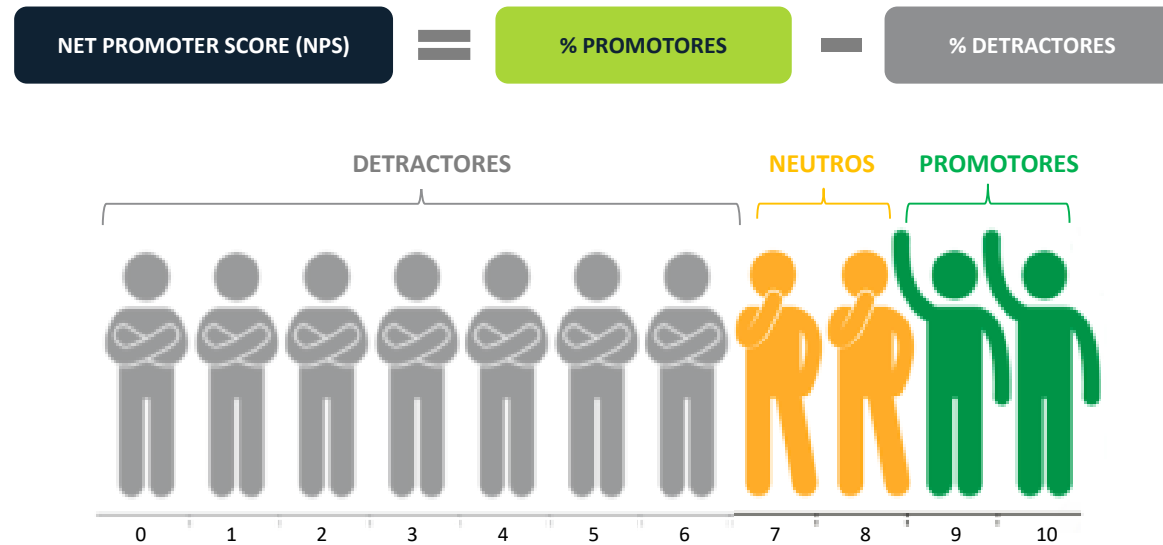 NET PROMOTER SCORE (NPS) = % PROMOTORES − % DETRACTORES
DETRACTORES NEUTROS PROMOTORES
0 1 2 3 4 5 6 7 8 9 10